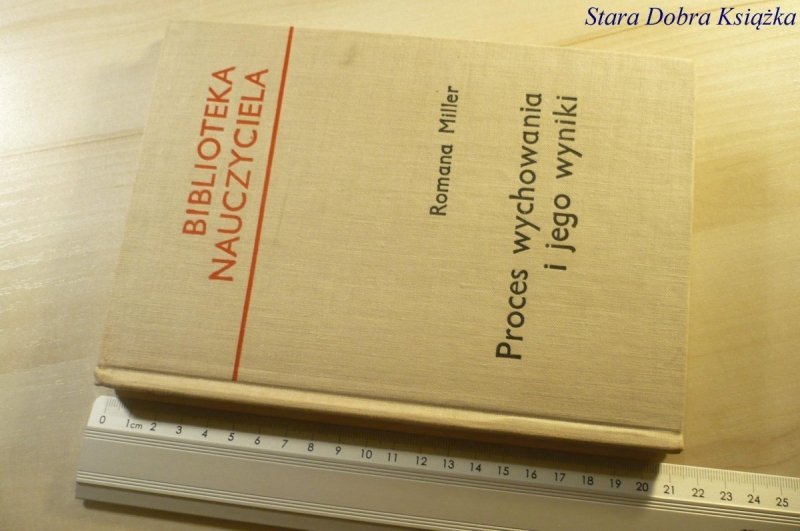 Stara Dobra Książka
BIBLIOTEKA
NAUCZYCIELA
Romana Miller
Proces wychowania
i jego wyniki
0 1cm 2 3 4 5 6 7 8 9 10 11 12 13 14 15 16 17 18 19 20 21 22 23 24 25